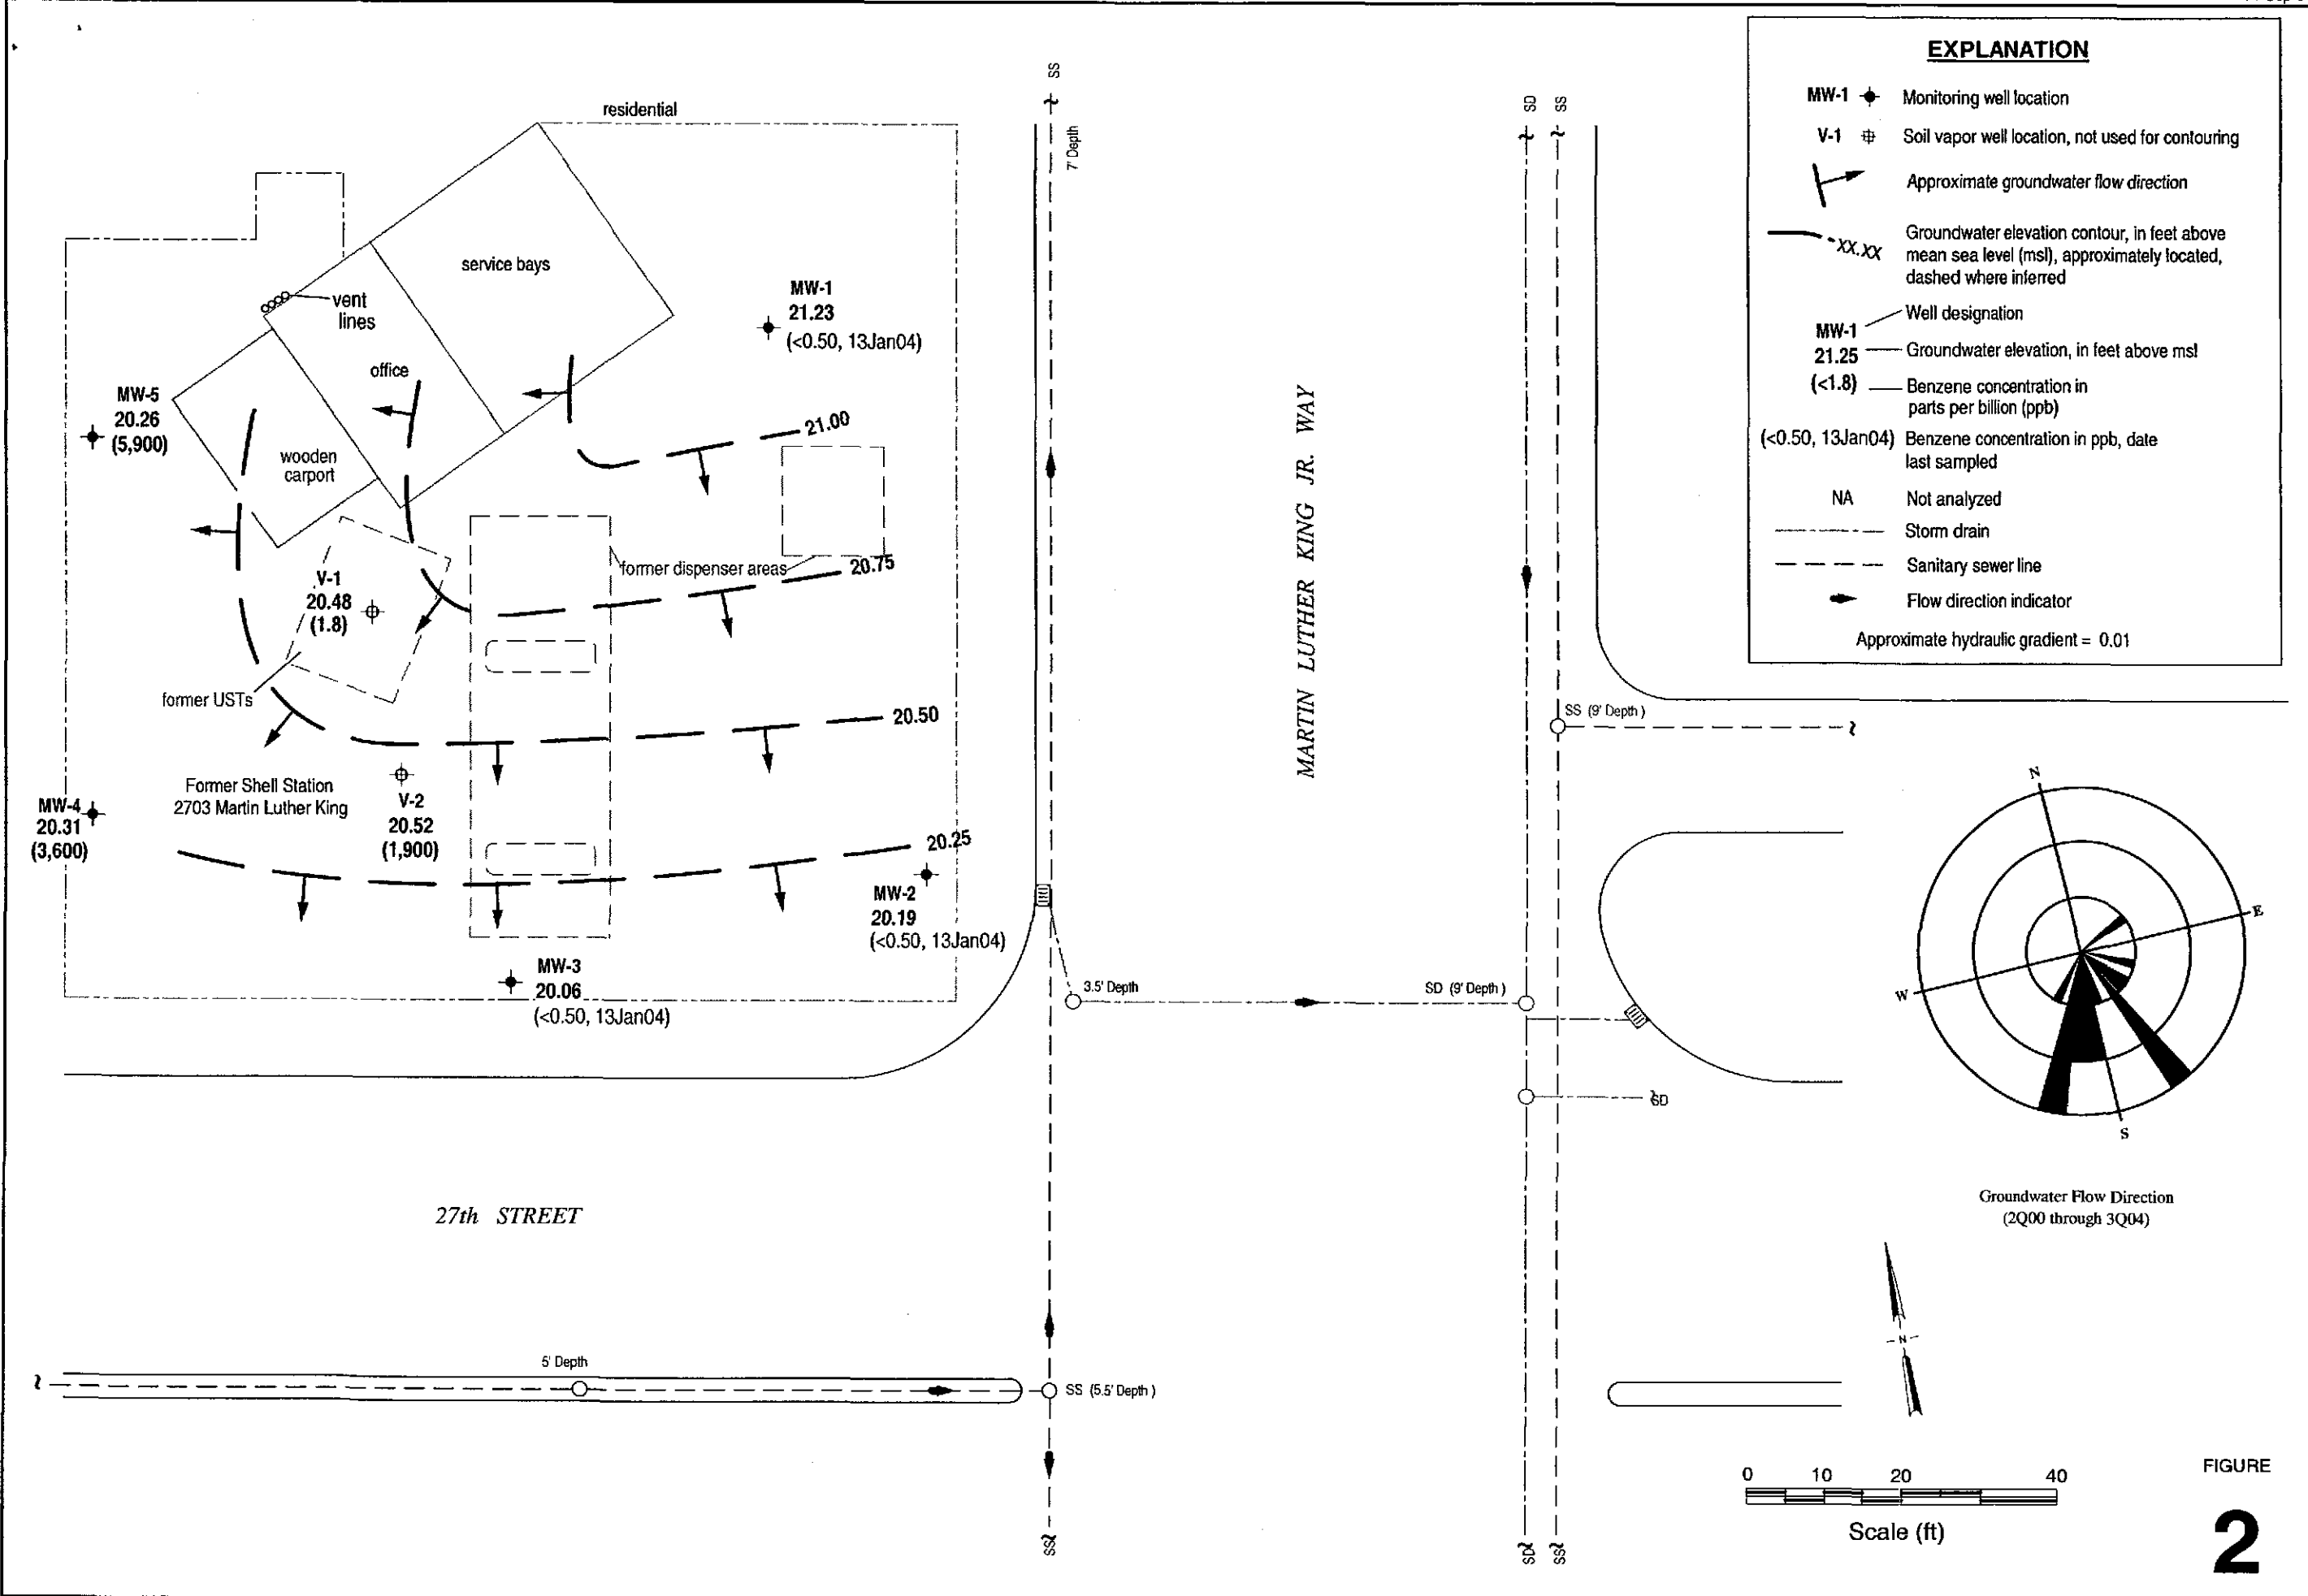 EXPLANATION
MW-1 Monitoring well location
V-1 Soil vapor well location, not used for contouring
Approximate groundwater flow direction
XX.XX Groundwater elevation contour, in feet above
mean sea level (msl), approximately located,
dashed where inferred
Well designation
MW-1
21.25 Groundwater elevation, in feet above msl
(<1.8) Benzene concentration in
parts per billion (ppb)
(<0.50, 13Jan04) Benzene concentration in ppb, date
last sampled
NA Not analyzed
Storm drain
Sanitary sewer line
Flow direction indicator
Approximate hydraulic gradient = 0.01
residential
service bays
vent
lines
office
wooden
carport
MW-1
21.23
(<0.50, 13Jan04)
MW-5
20.26
(5,900)
21.00
former dispenser areas
20.75
V-1
20.48
(1.8)
former USTs
20.50
Former Shell Station
2703 Martin Luther King
MW-4
20.31
(3,600)
V-2
20.52
(1,900)
20.25
MW-2
20.19
(<0.50, 13Jan04)
MW-3
20.06
(<0.50, 13Jan04)
SS
7' Depth
SD
SS
MARTIN LUTHER KING JR. WAY
SS (9' Depth )
3.5' Depth
SD (9' Depth )
SD
27th STREET
5' Depth
SS (5.5' Depth )
SS
SD
SS
N
E
W
S
Groundwater Flow Direction
(2Q00 through 3Q04)
N
0 10 20 40
Scale (ft)
FIGURE
2